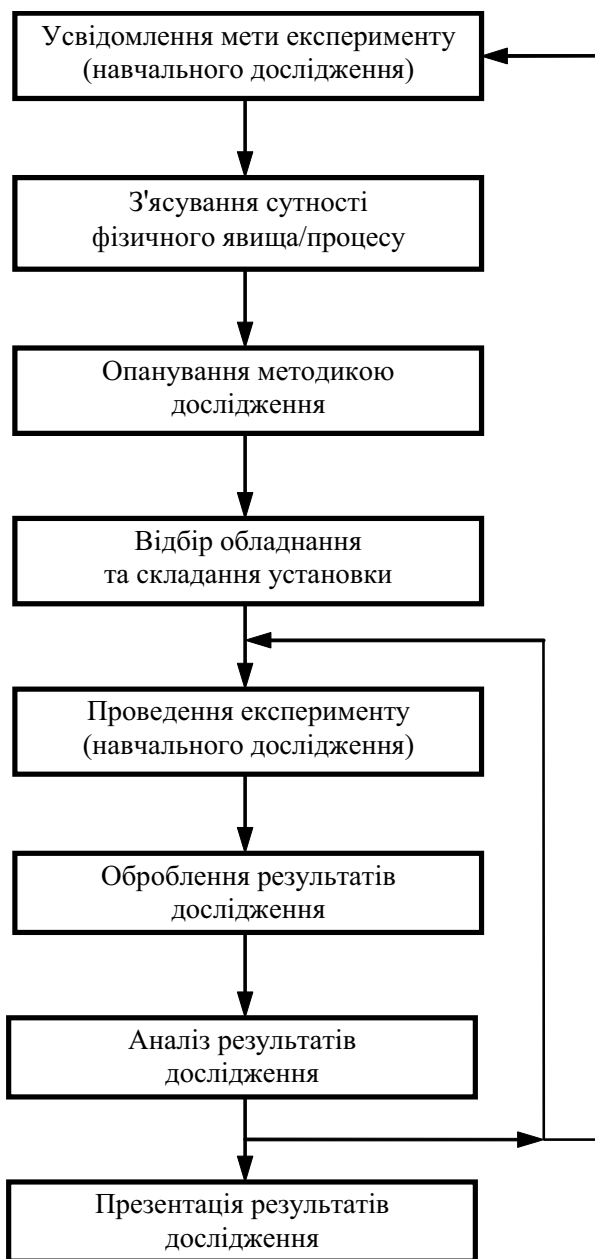 Усвідомлення мети експерименту
(навчального дослідження)
З'ясування сутності
фізичного явища/процесу
Опанування методикою
дослідження
Відбір обладнання
та складання установки
Проведення експерименту
(навчального дослідження)
Оброблення результатів
дослідження
Аналіз результатів
дослідження
Презентація результатів
дослідження